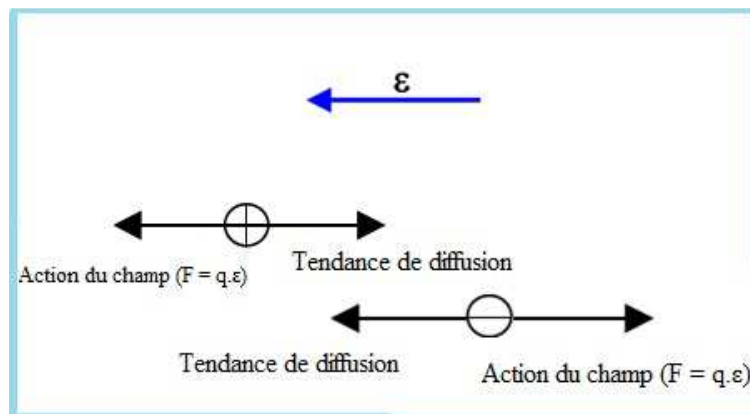 ε
Tendance de diffusion
Action du champ (F = q.ε)
Tendance de diffusion
Action du champ (F = q.ε)